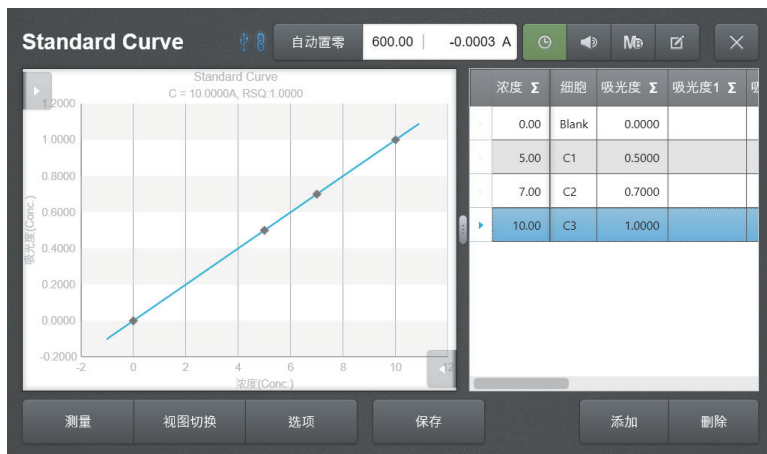 Standard Curve
自动置零
600.00
-0.0003 A
MB
Standard Curve
C = 10.0000A, RSQ:1.0000
1.2000
1.0000
0.8000
0.6000
0.4000
0.2000
0.0000
-0.2000
吸光度(Conc.)
-2 0 2 4 6 8 10 12
浓度(Conc.)
浓度 Σ 细胞 吸光度 Σ 吸光度1 Σ
0.00 Blank 0.0000
5.00 C1 0.5000
7.00 C2 0.7000
10.00 C3 1.0000
测量 视图切换 选项 保存 添加 删除